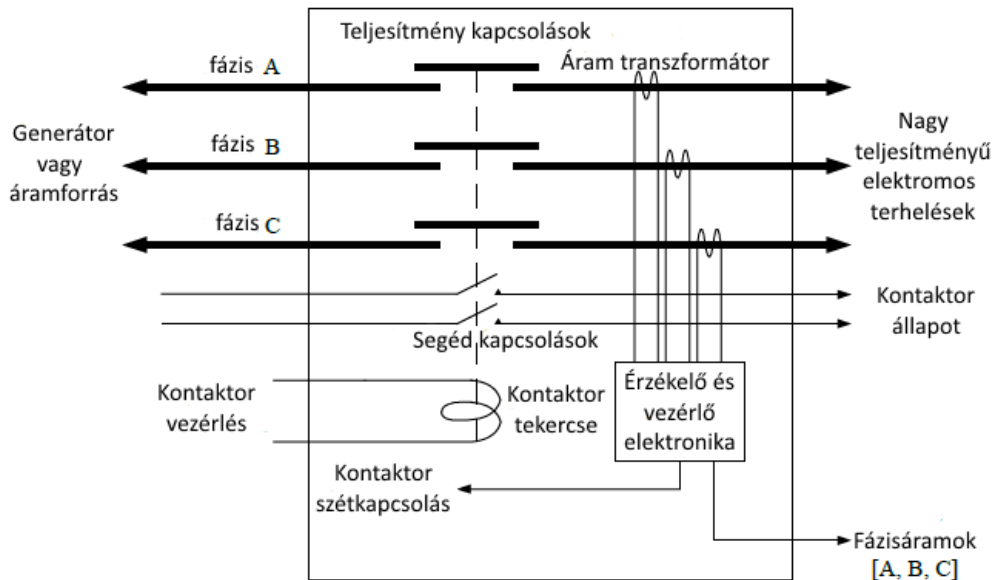 Teljesítmény kapcsolások
fázis A
Áram transzformátor
Generátor
vagy
áramforrás
fázis B
Nagy
teljesítményű
elektromos
terhelések
fázis C
Kontaktor
állapot
Segéd kapcsolások
Kontaktor
vezérlés
Kontaktor
tekercse
Érzékelő és
vezérlő
elektronika
Kontaktor
szétkapcsolás
Fázisáramok
[A, B, C]